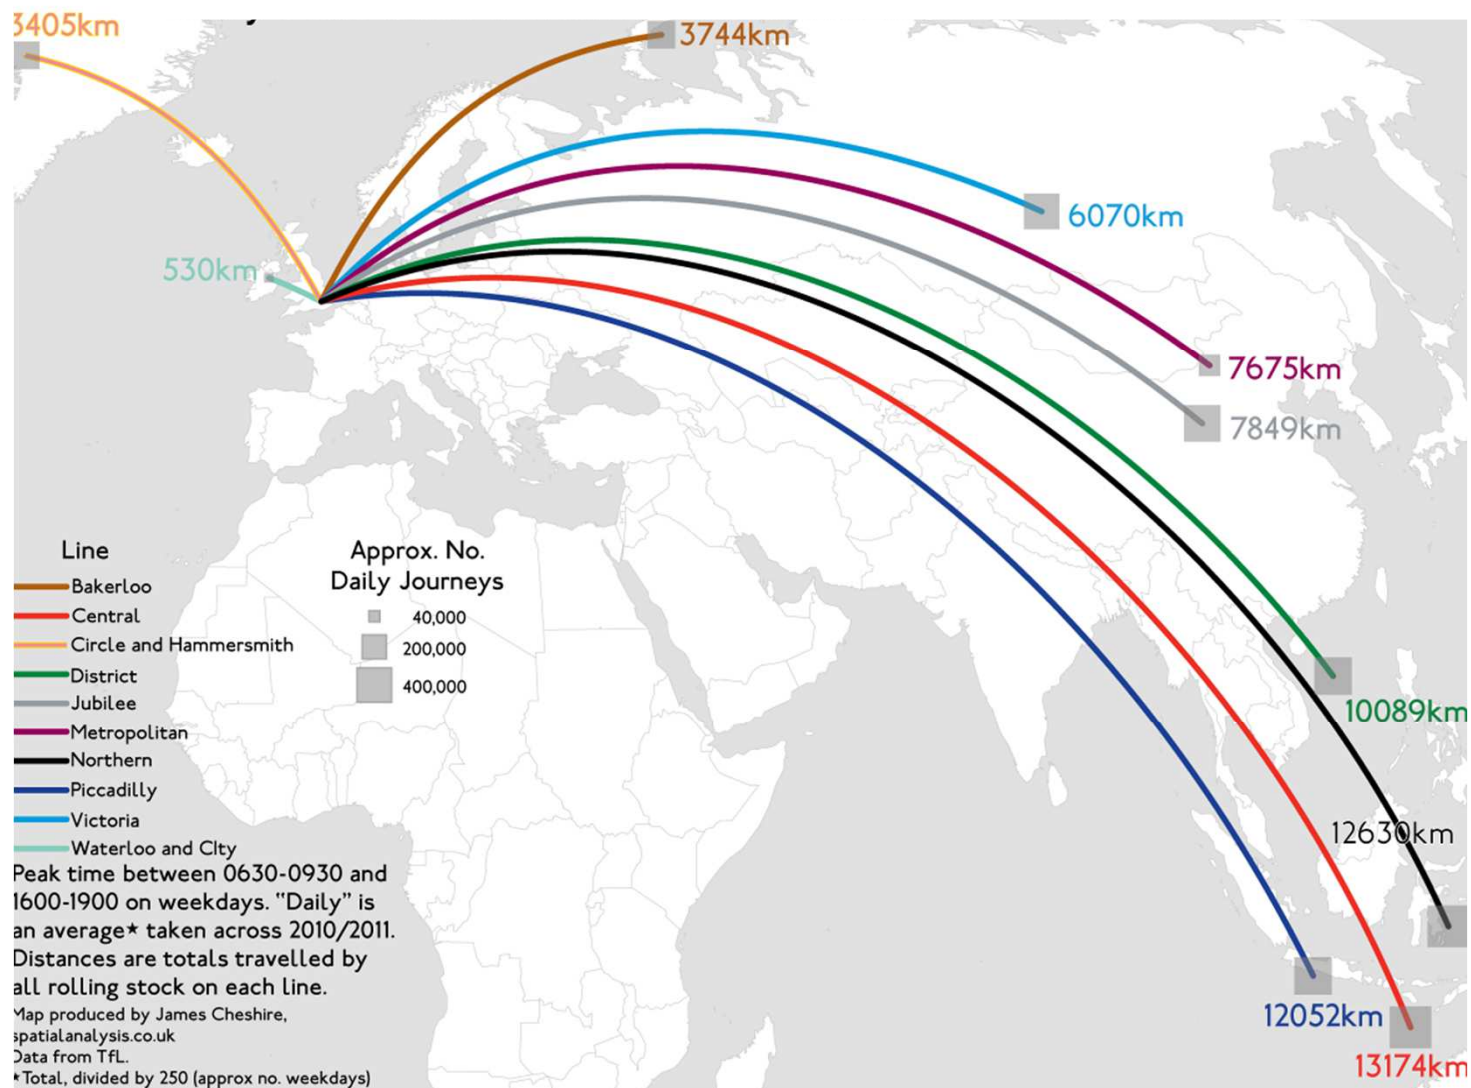 3405km
3744km
6070km
530km
7675km
7849km
10089km
12630km
12052km
13174km
Line
Bakerloo
Central
Circle and Hammersmith
District
Jubilee
Metropolitan
Northern
Piccadilly
Victoria
Waterloo and CIty
Approx. No.
Daily Journeys
40,000
200,000
400,000
Peak time between 0630-0930 and
1600-1900 on weekdays. "Daily" is
an average★ taken across 2010/2011.
Distances are totals travelled by
all rolling stock on each line.
Map produced by James Cheshire,
spatialanalysis.co.uk
Data from TfL.
★Total, divided by 250 (approx no. weekdays)